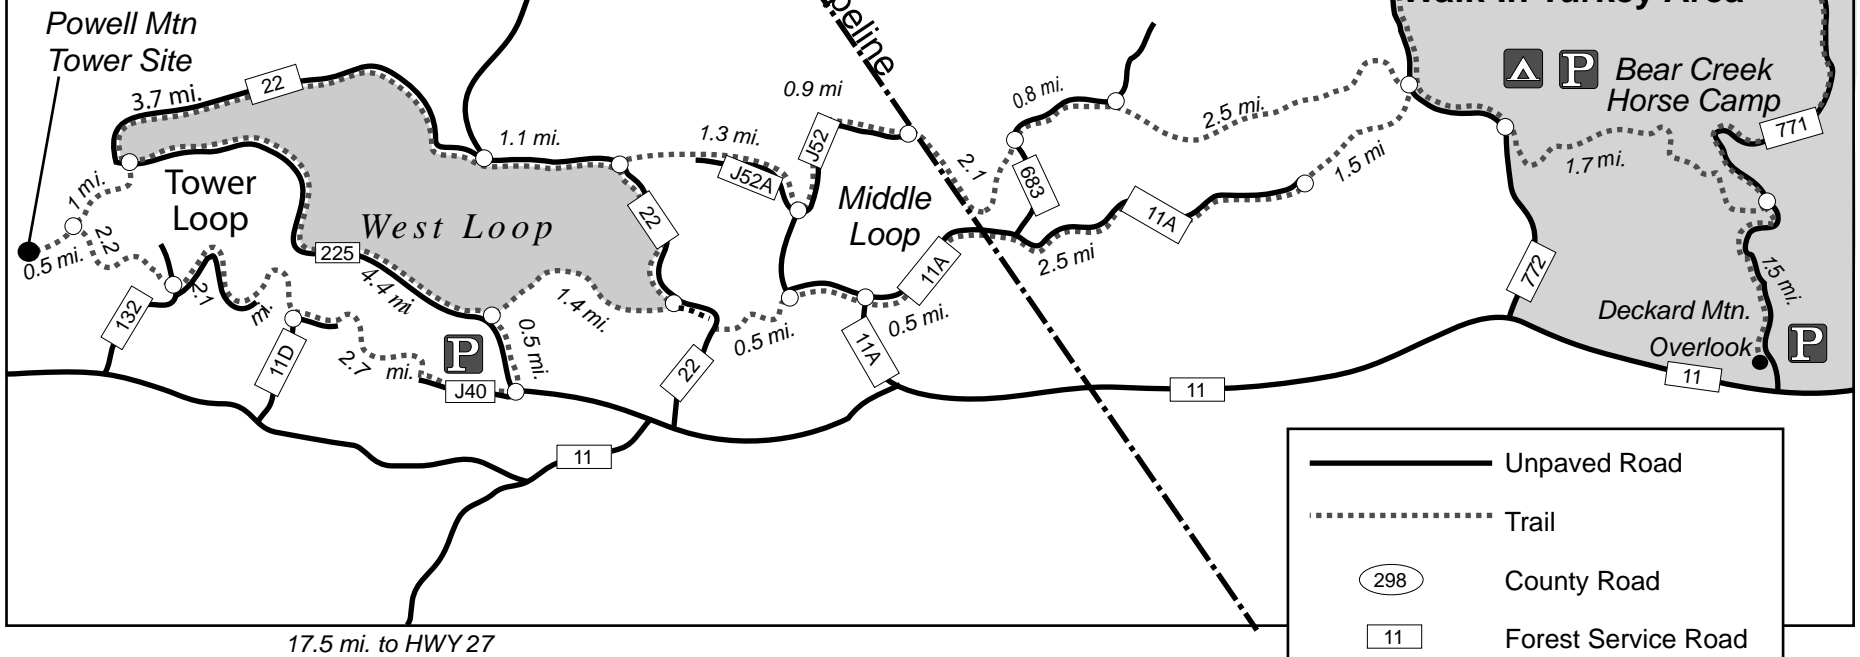 Walk-In Turkey Area
peline
Powell Mtn
Tower Site
3.7 mi.
22
1.1 mi.
1.3 mi.
0.9 mi
J52
J52A
0.8 mi.
2.5 mi.
P
Bear Creek
Horse Camp
771
1 mi.
Tower
Loop
West Loop
22
Middle
Loop
2.1
683
11A
1.5 mi
1.7 mi.
0.5 mi.
2.2
2.1
mi.
225
4.4 mi
1.4 mi.
11A
2.5 mi
772
1.5 mi.
132
11D
2.7
mi.
P
J40
0.5 mi.
22
0.5 mi.
11A
0.5 mi.
11
Deckard Mtn.
Overlook
P
11
11
Unpaved Road
Trail
298
County Road
11
Forest Service Road
17.5 mi. to HWY 27